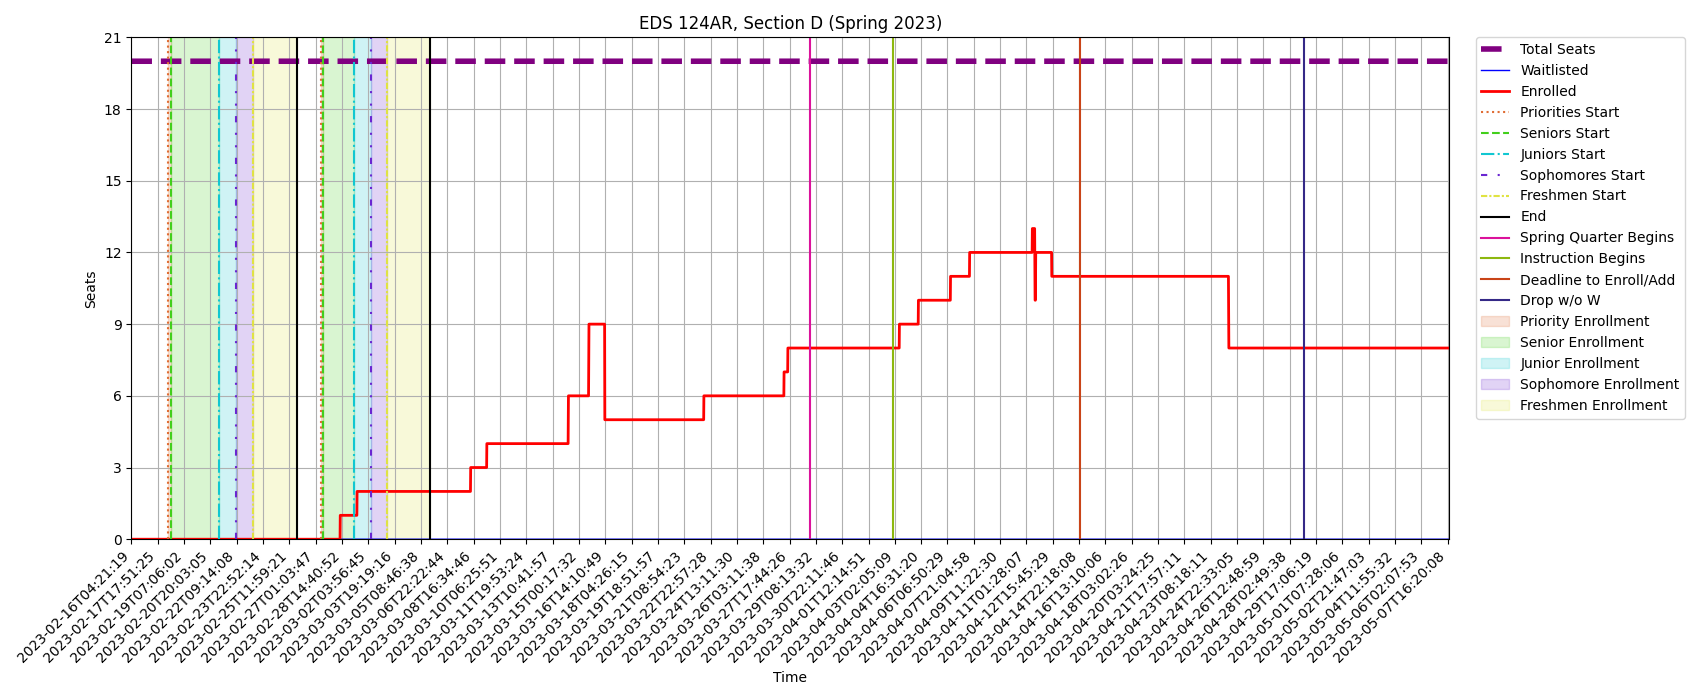 EDS 124AR, Section D (Spring 2023)
21
18
15
12
9
6
3
0
Seats
2023-02-16T04:21:19
2023-02-17T17:51:25
2023-02-19T07:06:02
2023-02-20T20:03:05
2023-02-22T09:14:08
2023-02-23T22:52:14
2023-02-25T11:59:21
2023-02-27T01:03:47
2023-02-28T14:40:52
2023-03-02T03:56:45
2023-03-03T19:19:16
2023-03-05T08:46:38
2023-03-06T22:22:44
2023-03-08T16:34:46
2023-03-10T06:25:51
2023-03-11T19:53:24
2023-03-13T10:41:57
2023-03-15T00:17:32
2023-03-16T14:10:49
2023-03-18T04:26:15
2023-03-19T18:51:57
2023-03-21T08:54:23
2023-03-22T22:57:28
2023-03-24T13:11:30
2023-03-26T03:11:38
2023-03-27T17:44:26
2023-03-29T08:13:32
2023-03-30T22:11:46
2023-04-01T12:14:51
2023-04-03T02:05:09
2023-04-04T16:31:20
2023-04-06T06:50:29
2023-04-07T21:04:58
2023-04-09T11:22:30
2023-04-11T01:28:07
2023-04-12T15:45:29
2023-04-14T22:18:08
2023-04-16T13:10:06
2023-04-18T03:02:26
2023-04-20T03:24:25
2023-04-21T17:57:11
2023-04-23T08:18:11
2023-04-24T22:33:05
2023-04-26T12:48:59
2023-04-28T02:49:38
2023-04-29T17:06:19
2023-05-01T07:28:06
2023-05-02T21:47:03
2023-05-04T11:55:32
2023-05-06T02:07:53
2023-05-07T16:20:08
Time
Total Seats
Waitlisted
Enrolled
Priorities Start
Seniors Start
Juniors Start
Sophomores Start
Freshmen Start
End
Spring Quarter Begins
Instruction Begins
Deadline to Enroll/Add
Drop w/o W
Priority Enrollment
Senior Enrollment
Junior Enrollment
Sophomore Enrollment
Freshmen Enrollment